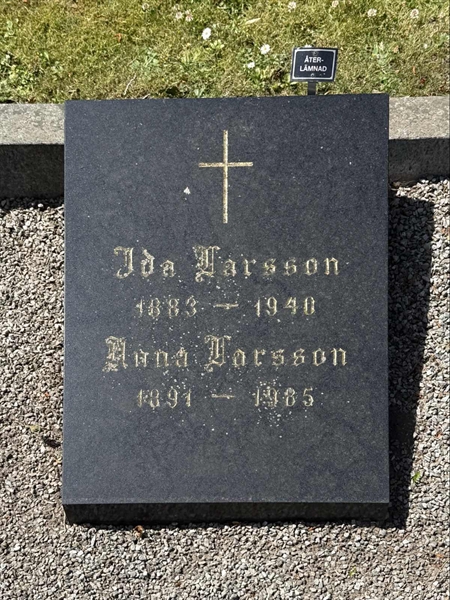 ÅTER-
LÄMNAD
Ida Larsson
1883 – 1940
Anna Larsson
1891 – 1985